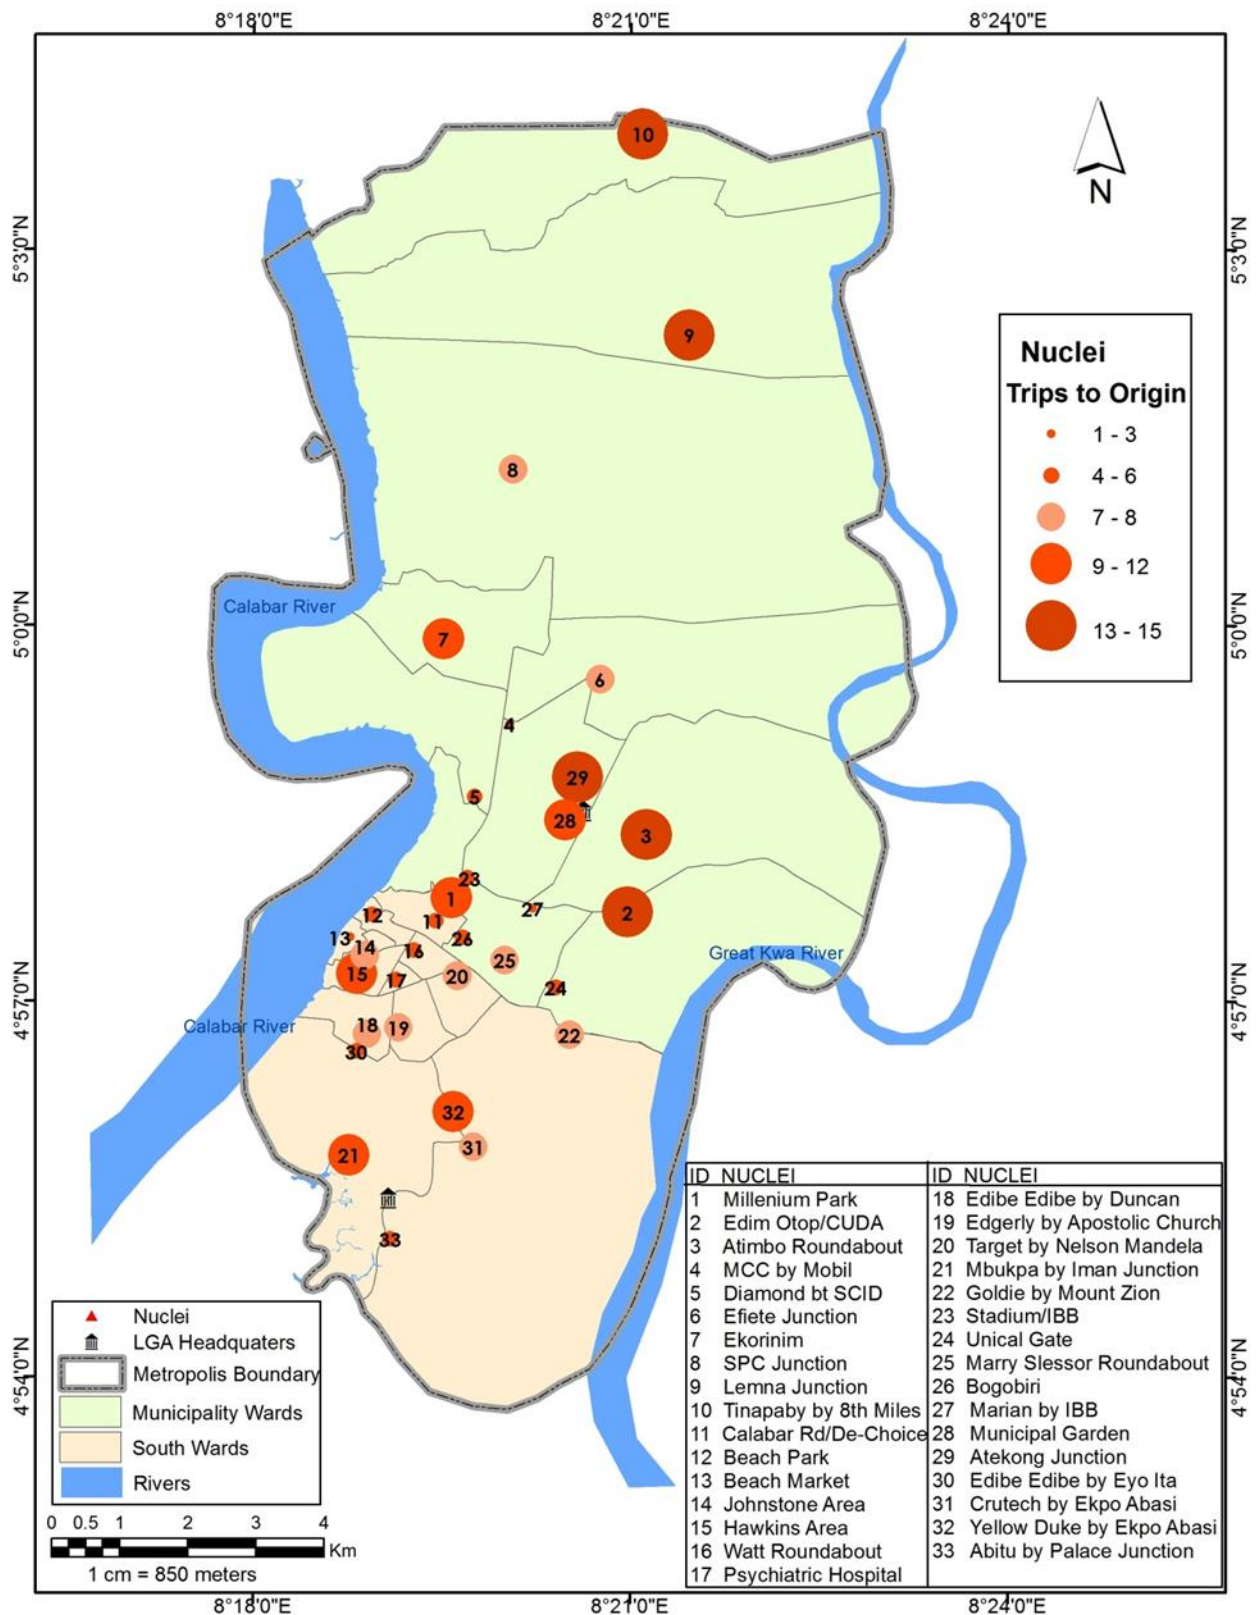 8°18'0"E 8°21'0"E 8°24'0"E
N
5°3'0"N 5°3'0"N
10
9
Nuclei
Trips to Origin
1 - 3
4 - 6
7 - 8
9 - 12
13 - 15
8
Calabar River
5°0'0"N 5°0'0"N
7
6
4
29
5
28
3
23
1
12 11 27 2
13 14 16 26
15 17 20 25 Great Kwa River
24
4°57'0"N Calabar River 4°57'0"N
18 19 22
30
32
31
21
33
ID NUCLEI
1 Millenium Park
2 Edim Otop/CUDA
3 Atimbo Roundabout
4 MCC by Mobil
5 Diamond bt SCID
6 Efiete Junction
7 Ekorinim
8 SPC Junction
9 Lemna Junction
10 Tinapaby by 8th Miles
11 Calabar Rd/De-Choice
12 Beach Park
13 Beach Market
14 Johnstone Area
15 Hawkins Area
16 Watt Roundabout
17 Psychiatric Hospital
ID NUCLEI
18 Edibe Edibe by Duncan
19 Edgerly by Apostolic Church
20 Target by Nelson Mandela
21 Mbukpa by Iman Junction
22 Goldie by Mount Zion
23 Stadium/IBB
24 Unical Gate
25 Marry Slessor Roundabout
26 Bogobiri
27 Marian by IBB
28 Municipal Garden
29 Atekong Junction
30 Edibe Edibe by Eyo Ita
31 Crutech by Ekpo Abasi
32 Yellow Duke by Ekpo Abasi
33 Abitu by Palace Junction
Nuclei
LGA Headquaters
Metropolis Boundary
Municipality Wards
South Wards
Rivers
4°54'0"N 4°54'0"N
0 0.5 1 2 3 4
Km
1 cm = 850 meters
8°18'0"E 8°21'0"E 8°24'0"E